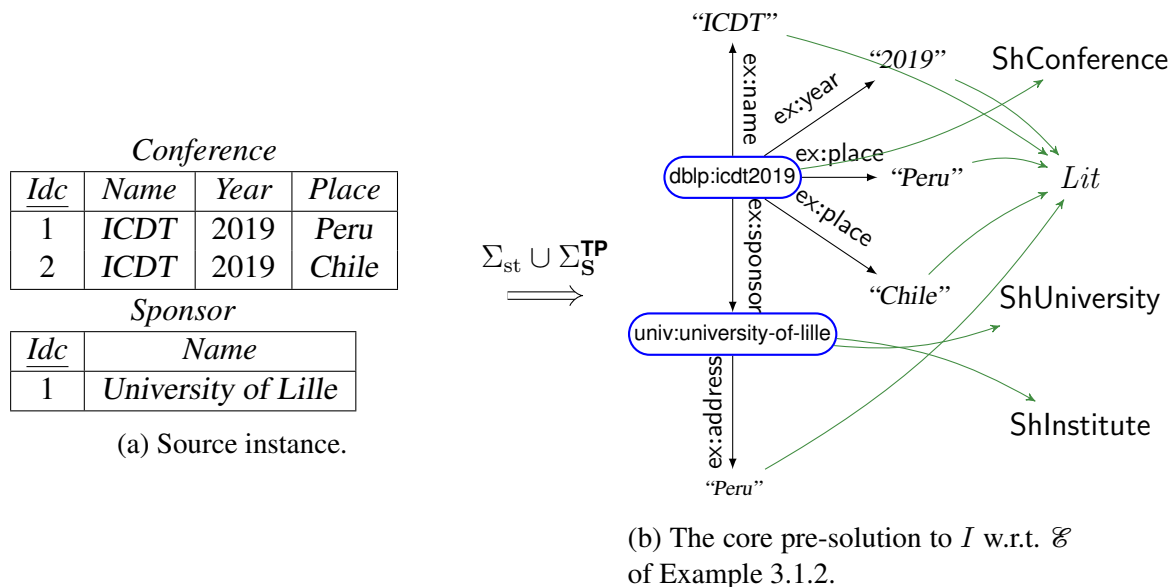 Conference
Idc Name Year Place
1 ICDT 2019 Peru
2 ICDT 2019 Chile
Sponsor
Idc Name
1 University of Lille
(a) Source instance.
Σst ∪ Σ_S^TP
⟹
“ICDT”
“2019”
ShConference
ex:name
ex:year
ex:place
dblp:icdt2019
“Peru”
Lit
ex:place
ex:sponsor
“Chile”
ShUniversity
univ:university-of-lille
ex:address
ShInstitute
“Peru”
(b) The core pre-solution to I w.r.t. ℰ
of Example 3.1.2.